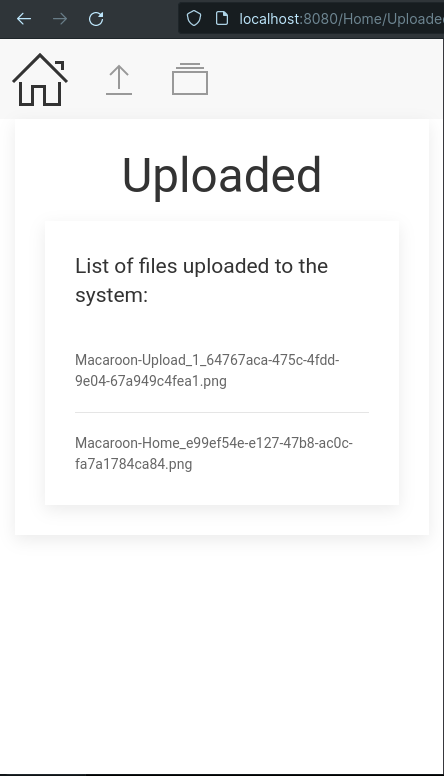 localhost:8080/Home/Uploade
Uploaded
List of files uploaded to the
system:
Macaroon-Upload_1_64767aca-475c-4fdd-
9e04-67a949c4fea1.png
Macaroon-Home_e99ef54e-e127-47b8-ac0c-
fa7a1784ca84.png